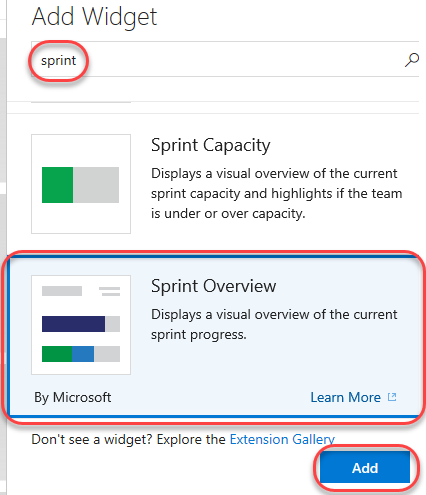 Add Widget
sprint
Sprint Capacity
Displays a visual overview of the current
sprint capacity and highlights if the team
is under or over capacity.
Sprint Overview
Displays a visual overview of the current
sprint progress.
By Microsoft Learn More
Don't see a widget? Explore the Extension Gallery
Add